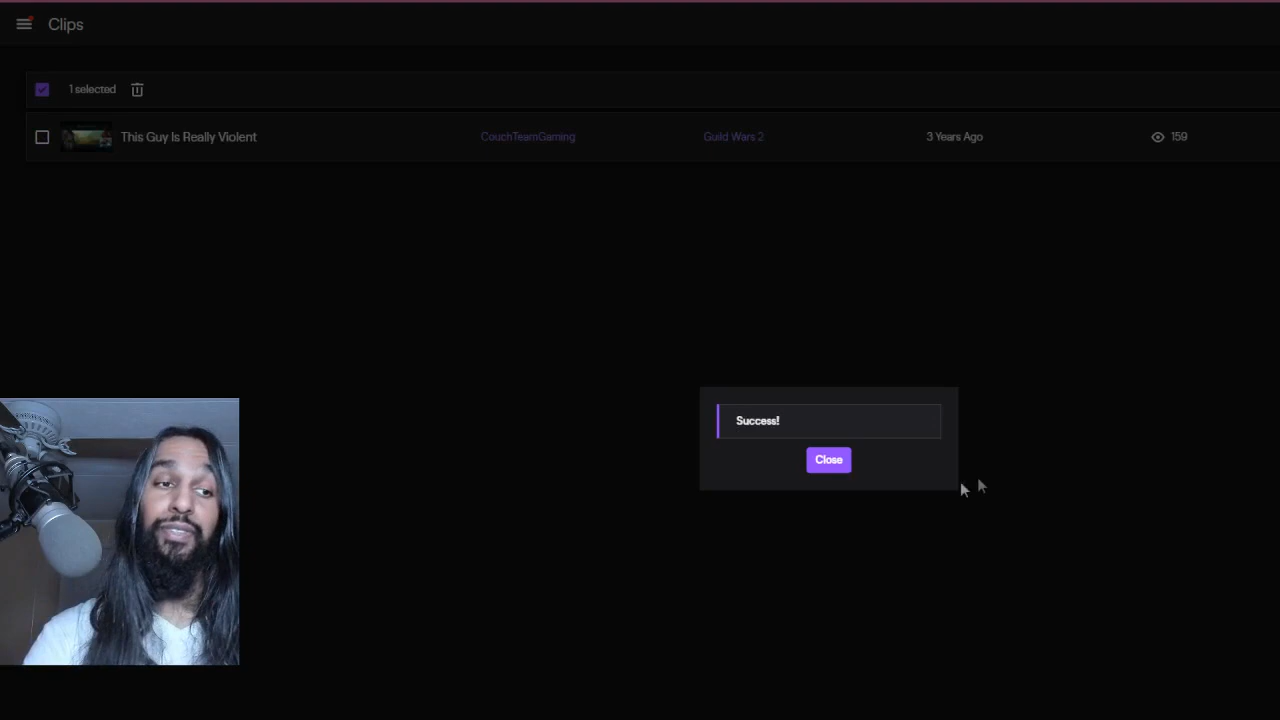 Clips
1 selected
This Guy Is Really Violent CouchTeamGaming Guild Wars 2 3 Years Ago 159
Success!
Close